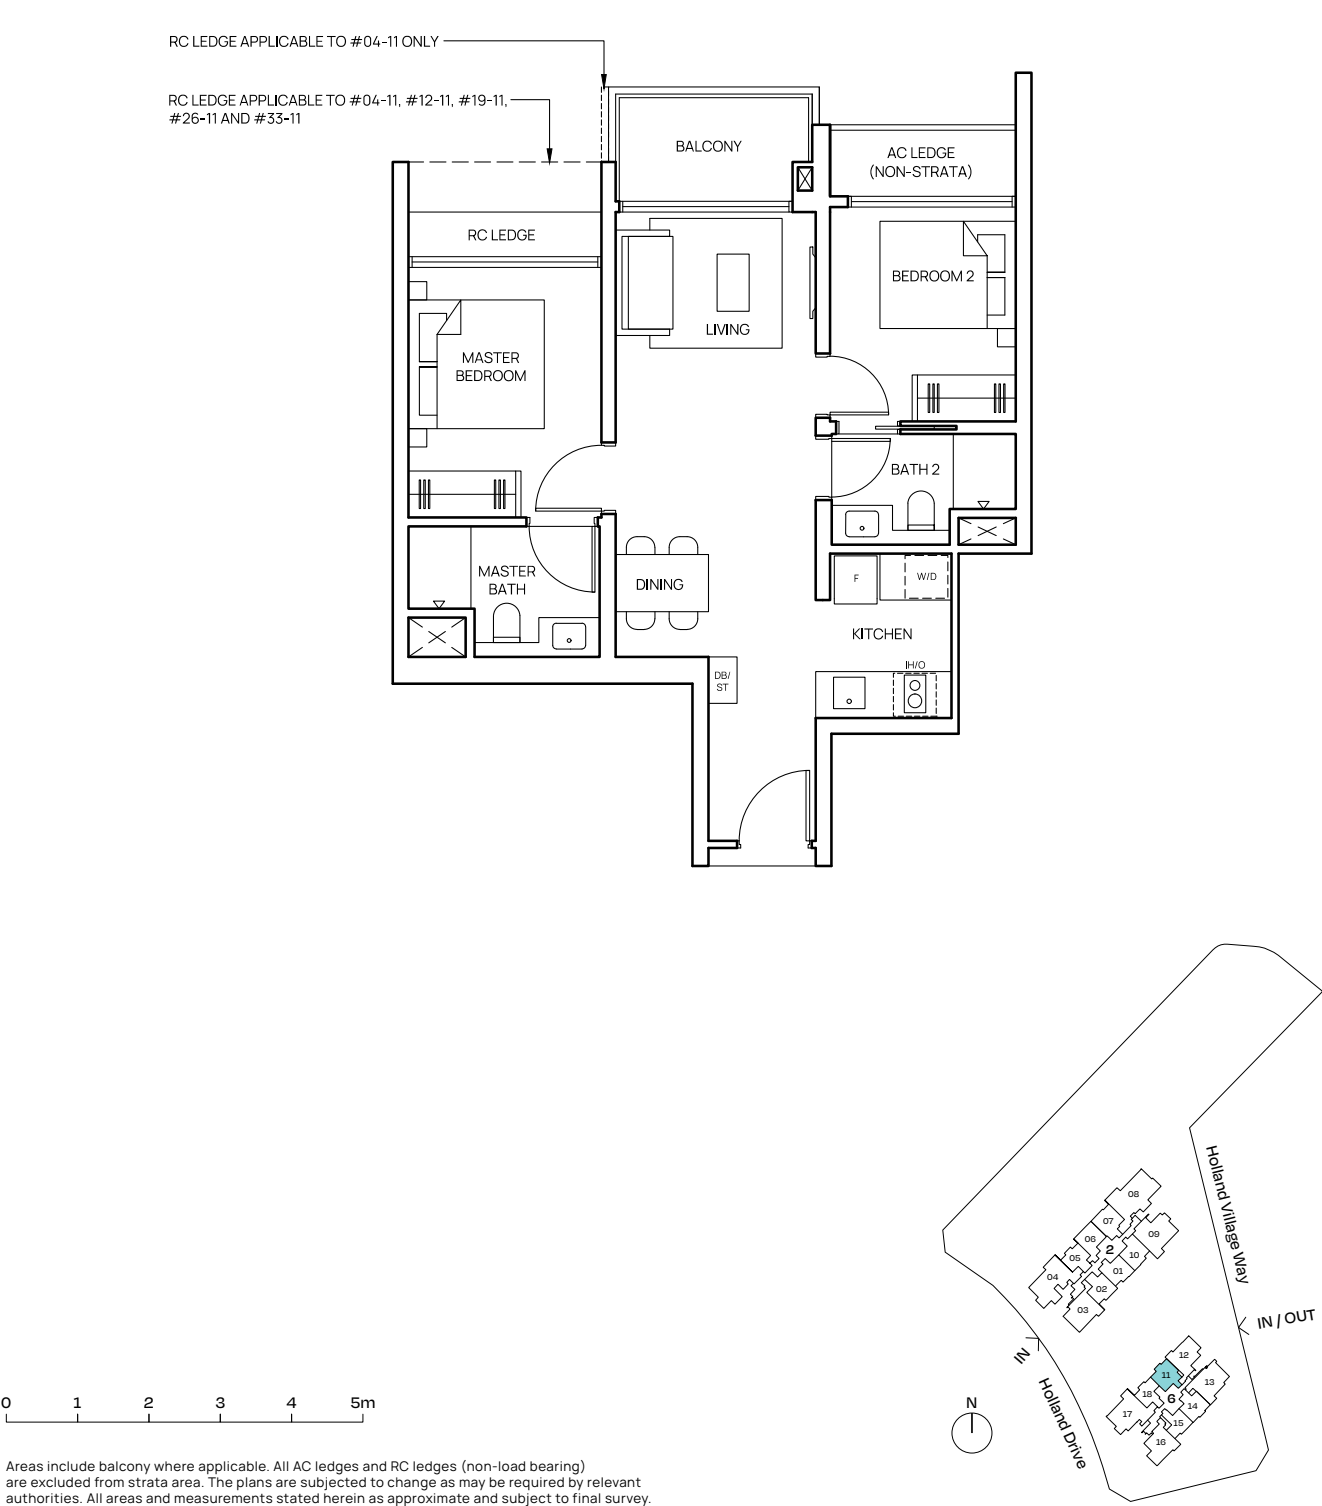 RC LEDGE APPLICABLE TO #04-11 ONLY
RC LEDGE APPLICABLE TO #04-11, #12-11, #19-11,
#26-11 AND #33-11
BALCONY
AC LEDGE
(NON-STRATA)
RC LEDGE
BEDROOM 2
LIVING
MASTER
BEDROOM
BATH 2
MASTER
BATH
DINING
F
W/D
KITCHEN
IH/O
DB/
ST
08
07
09
06
2
05
10
04
01
02
03
Holland Village Way
IN / OUT
IN
12
11
13
18
6
14
17
15
16
Holland Drive
N
0 1 2 3 4 5m
Areas include balcony where applicable. All AC ledges and RC ledges (non-load bearing)
are excluded from strata area. The plans are subjected to change as may be required by relevant
authorities. All areas and measurements stated herein as approximate and subject to final survey.